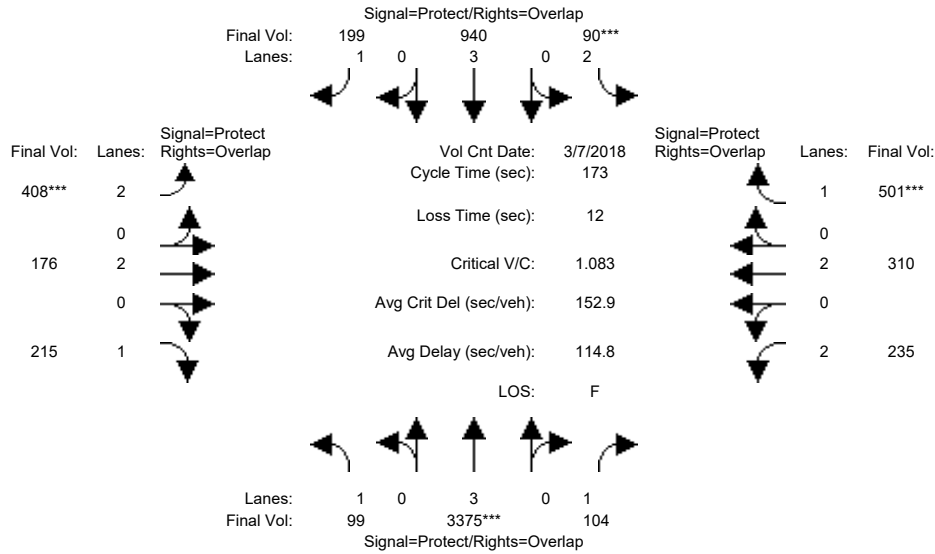 Signal=Protect/Rights=Overlap
Final Vol: 199 940 90***
Lanes: 1 0 3 0 2
Signal=Protect
Final Vol: Lanes: Rights=Overlap
Vol Cnt Date: 3/7/2018
Signal=Protect
Rights=Overlap Lanes: Final Vol:
Cycle Time (sec): 173
408*** 2
1 501***
Loss Time (sec): 12
0
0
176 2
Critical V/C: 1.083
2 310
0
Avg Crit Del (sec/veh): 152.9
0
215 1
Avg Delay (sec/veh): 114.8
2 235
LOS: F
Lanes: 1 0 3 0 1
Final Vol: 99 3375*** 104
Signal=Protect/Rights=Overlap